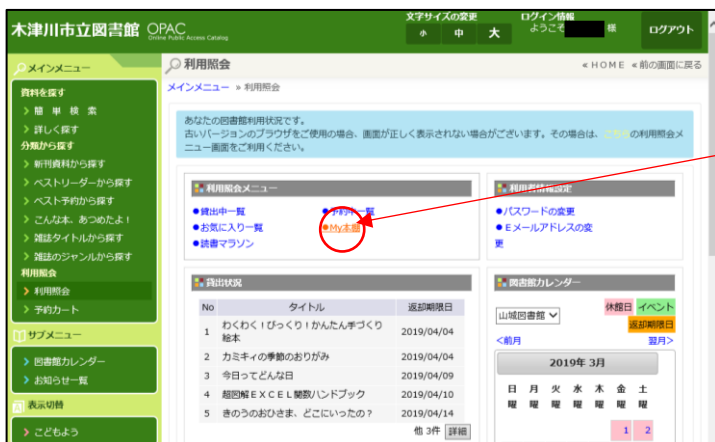 木津川市立図書館 OPAC
Online Public Access Catalog
文字サイズの変更
小 中 大
ログイン情報
ようこそ 様
ログアウト
メインメニュー
資料を探す
簡 単 検 索
詳しく探す
分類から探す
新刊資料から探す
ベストリーダーから探す
ベスト予約から探す
こんな本、あつめたよ!
雑誌タイトルから探す
雑誌のジャンルから探す
利用照会
利用照会
予約カート
サブメニュー
図書館カレンダー
お知らせ一覧
表示切替
こどもよう
利用照会
«HOME «前の画面に戻る
メインメニュー » 利用照会
あなたの図書館利用状況です。
古いバージョンのブラウザをご使用の場合、画面が正しく表示されない場合がございます。その場合は、こちらの利用照会メ
ニュー画面をご利用ください。
利用照会メニュー
●貸出中一覧 ●予約中一覧
●お気に入り一覧 ●My本棚
●読書マラソン
利用者情報設定
●パスワードの変更
●Eメールアドレスの変
更
貸出状況
No タイトル 返却期限日
1 わくわく!びっくり!かんたん手づくり
絵本 2019/04/04
2 カミキィの季節のおりがみ 2019/04/04
3 今日ってどんな日 2019/04/09
4 超図解EXCEL関数ハンドブック 2019/04/10
5 きのうのおひさま、どこにいったの? 2019/04/14
他 3件 詳細
図書館カレンダー
山城図書館
休館日 イベント
返却期限日
<前月 翌月>
2019年 3月
日 月 火 水 木 金 土
曜 曜 曜 曜 曜 曜 曜
1 2